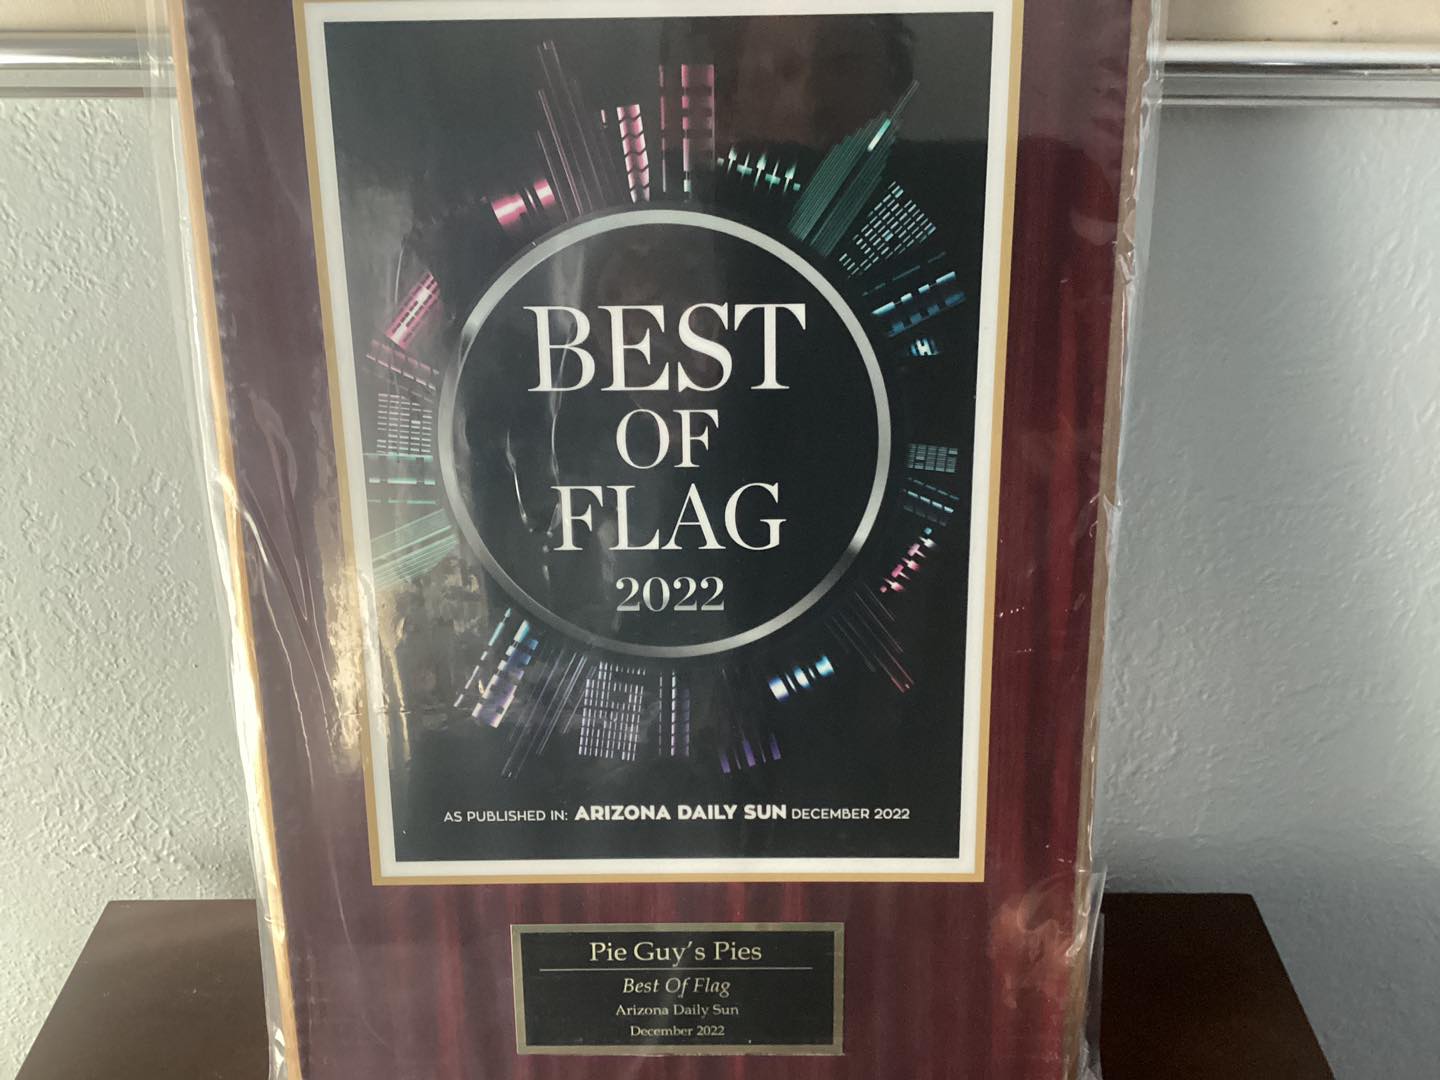 BEST
OF
FLAG
2022
AS PUBLISHED IN: ARIZONA DAILY SUN DECEMBER 2022
Pie Guy's Pies
Best Of Flag
Arizona Daily Sun
December 2022